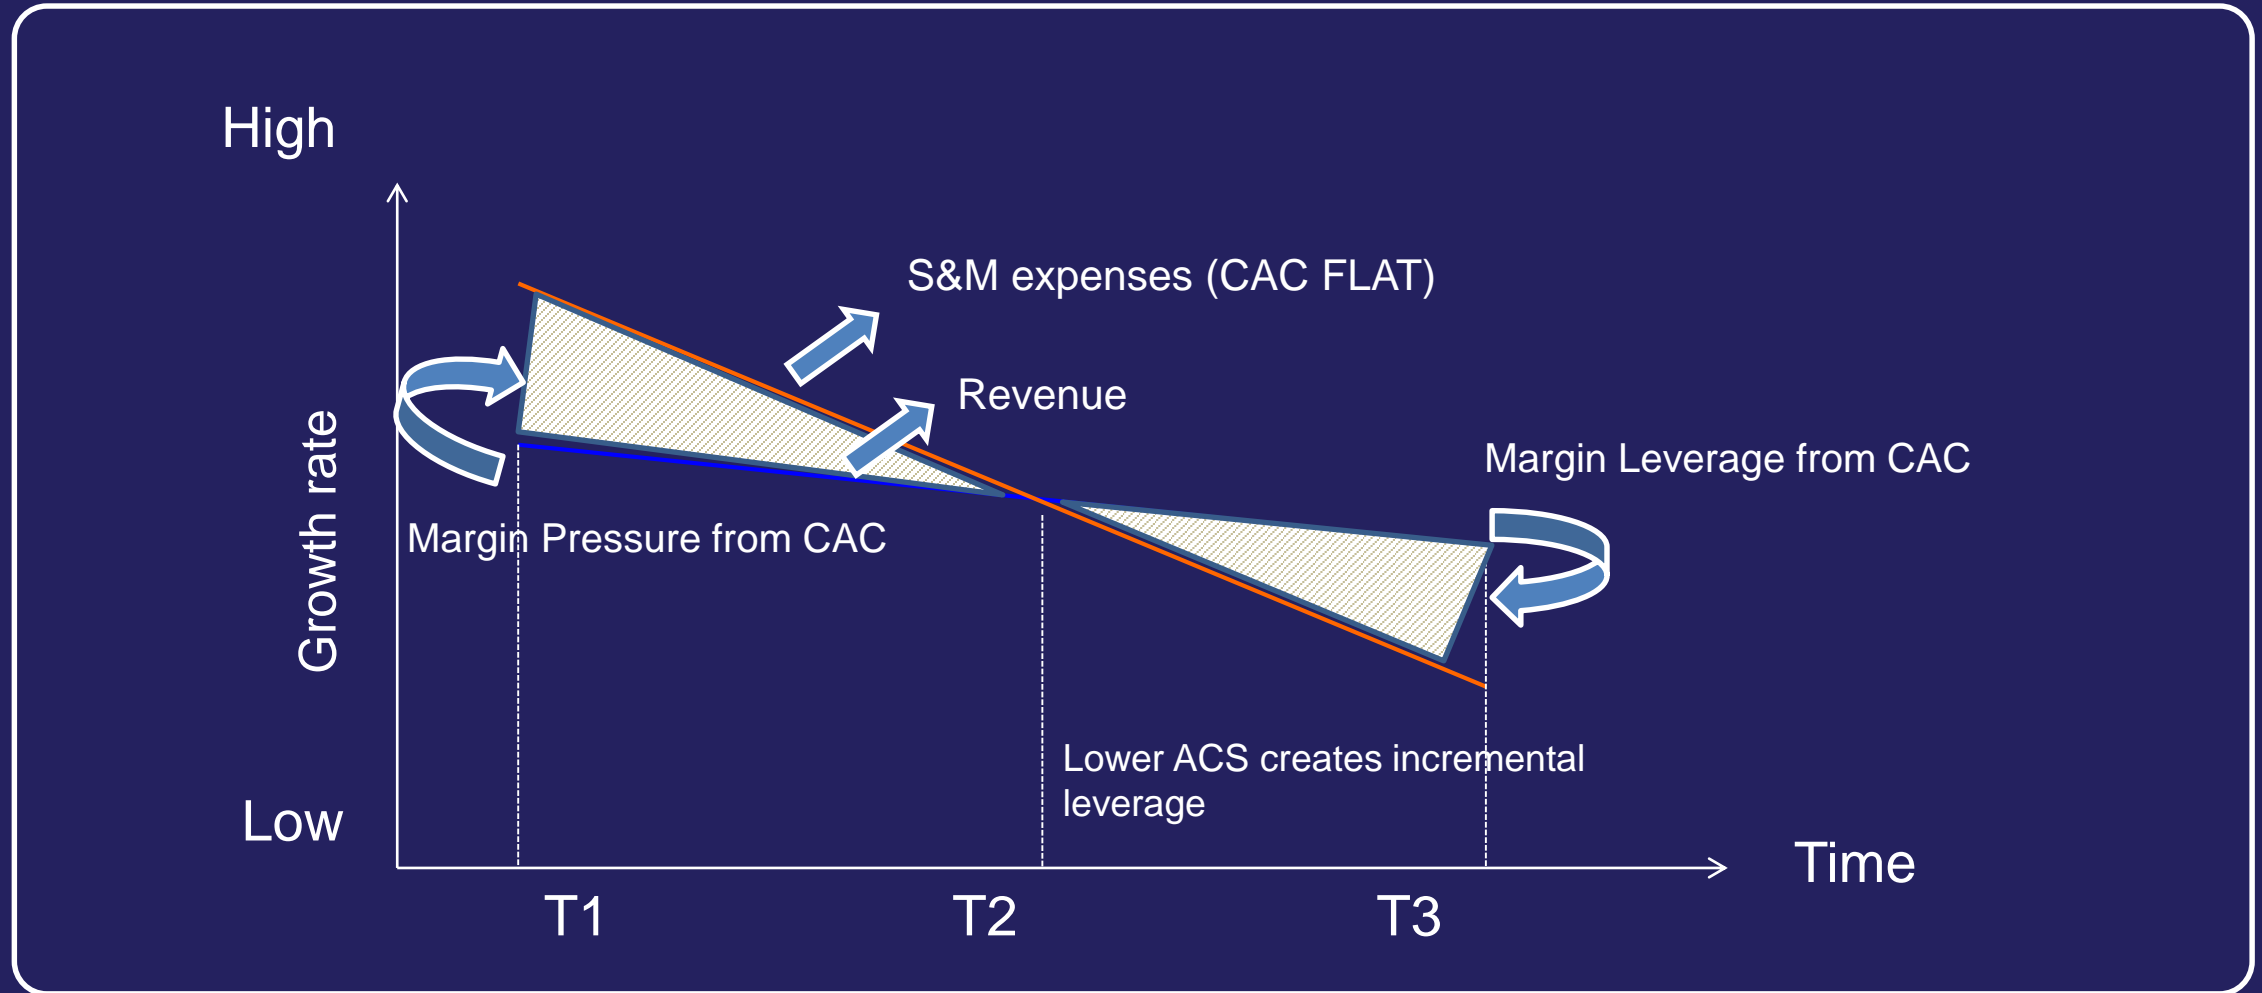 High
S&M expenses (CAC FLAT)
Revenue
Growth rate
Margin Pressure from CAC
Margin Leverage from CAC
Lower ACS creates incremental
leverage
Low
Time
T1
T2
T3